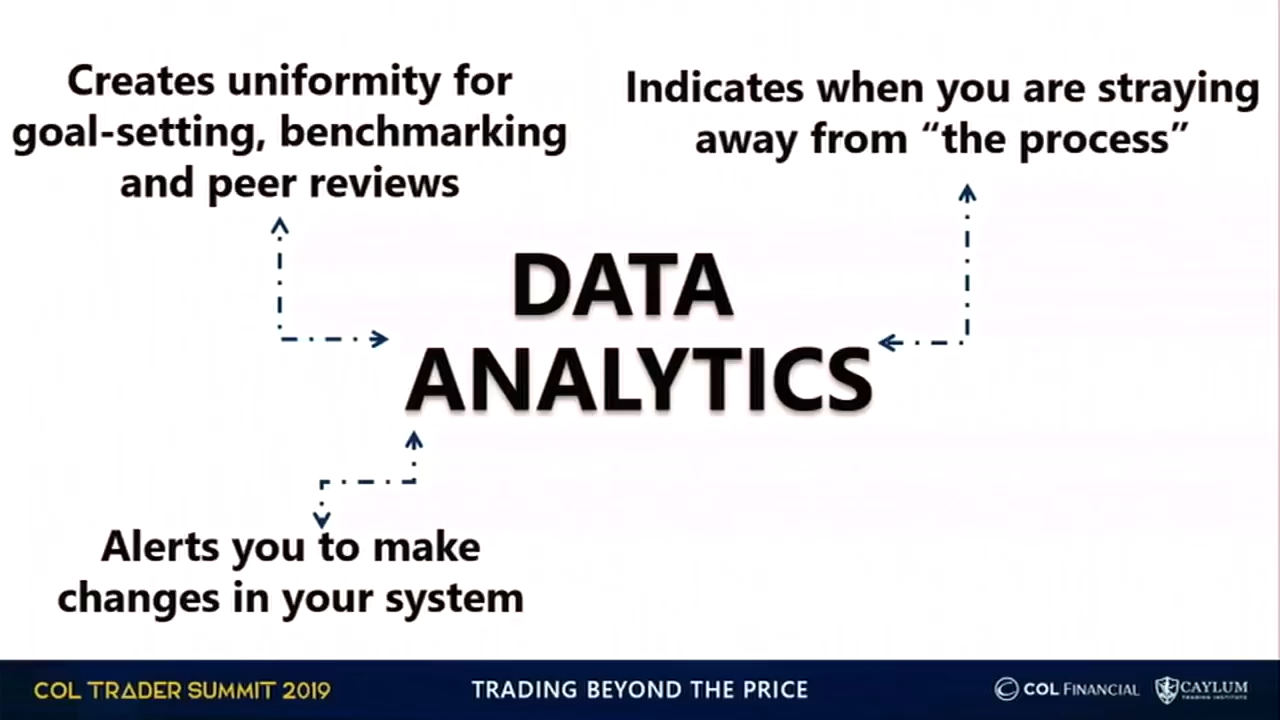 Creates uniformity for
goal-setting, benchmarking
and peer reviews
Indicates when you are straying
away from “the process”
DATA
ANALYTICS
Alerts you to make
changes in your system
COL TRADER SUMMIT 2019
TRADING BEYOND THE PRICE
COL FINANCIAL
CAYLUM
TRADING INSTITUTE